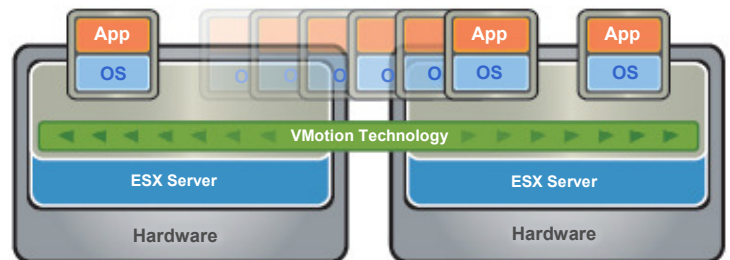 App
App
App
OS
O
O
O
O
O
OS
OS
VMotion Technology
ESX Server
ESX Server
Hardware
Hardware